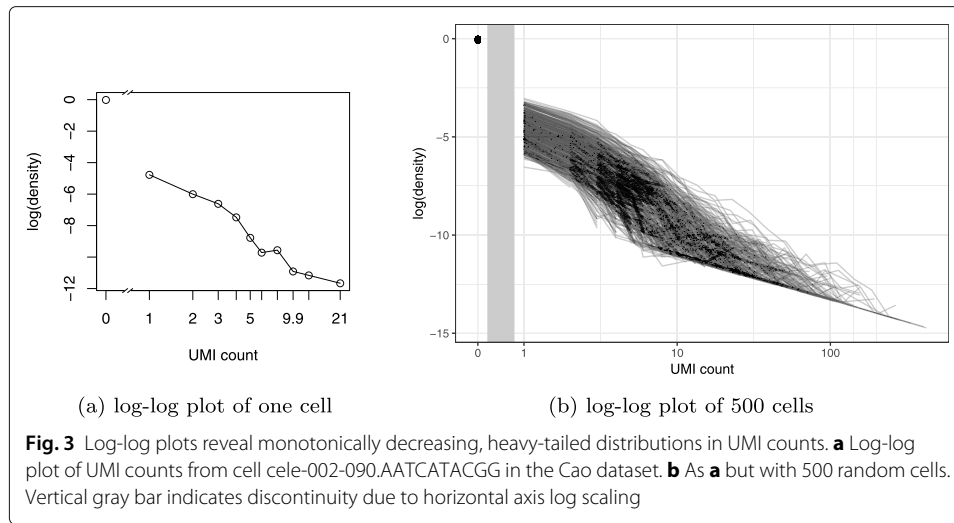 0
−2
−4
−6
−8
−12
log(density)
0 1 2 3 5 9.9 21
UMI count
(a) log-log plot of one cell
0
−5
−10
−15
log(density)
0 1 10 100
UMI count
(b) log-log plot of 500 cells
Fig. 3 Log-log plots reveal monotonically decreasing, heavy-tailed distributions in UMI counts. a Log-log
plot of UMI counts from cell cele-002-090.AATCATACGG in the Cao dataset. b As a but with 500 random cells.
Vertical gray bar indicates discontinuity due to horizontal axis log scaling